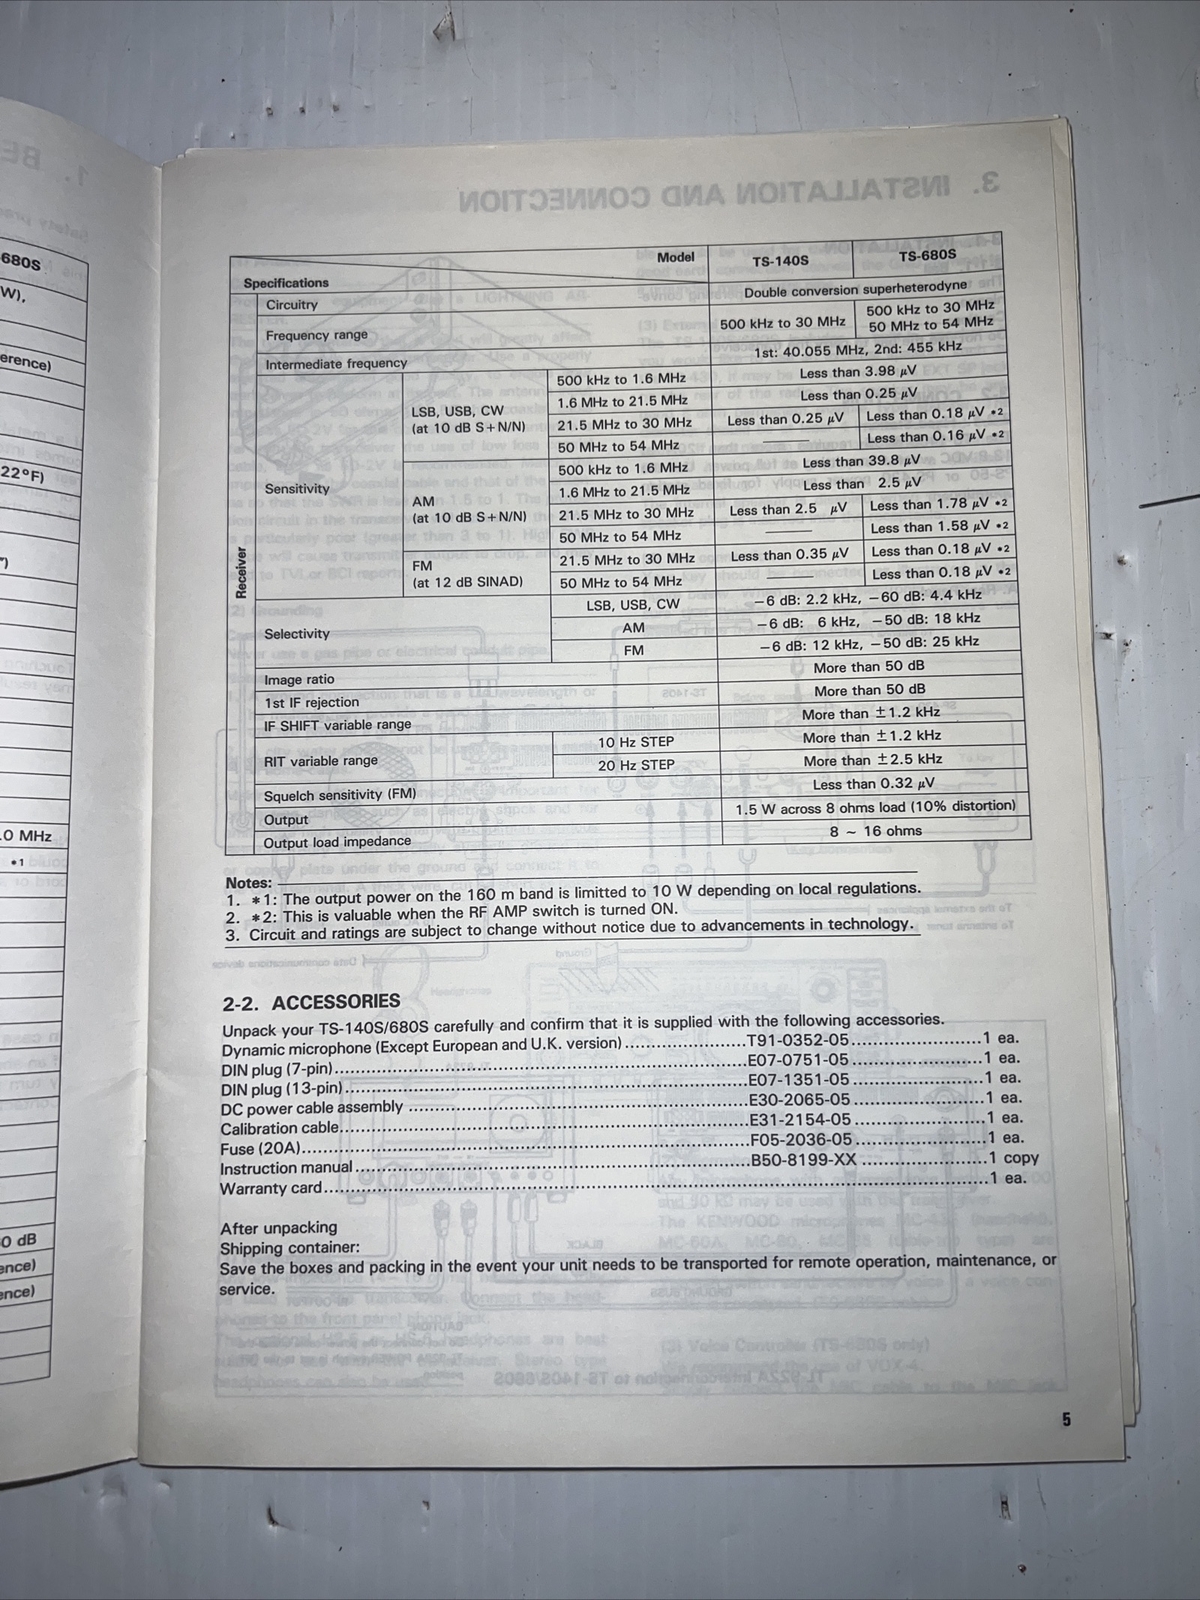 680S
W),
erence)
22°F)
")
.0 MHz
*1
0 dB
ence)
ence)
3. INSTALLATION AND CONNECTION
Model TS-140S TS-680S
Specifications
Receiver
Circuitry Double conversion superheterodyne
Frequency range 500 kHz to 30 MHz 500 kHz to 30 MHz
50 MHz to 54 MHz
Intermediate frequency 1st: 40.055 MHz, 2nd: 455 kHz
Sensitivity
LSB, USB, CW
(at 10 dB S+N/N)
500 kHz to 1.6 MHz Less than 3.98 μV
1.6 MHz to 21.5 MHz Less than 0.25 μV
21.5 MHz to 30 MHz Less than 0.25 μV Less than 0.18 μV *2
50 MHz to 54 MHz ——— Less than 0.16 μV *2
AM
(at 10 dB S+N/N)
500 kHz to 1.6 MHz Less than 39.8 μV
1.6 MHz to 21.5 MHz Less than 2.5 μV
21.5 MHz to 30 MHz Less than 2.5 μV Less than 1.78 μV *2
50 MHz to 54 MHz ——— Less than 1.58 μV *2
FM
(at 12 dB SINAD)
21.5 MHz to 30 MHz Less than 0.35 μV Less than 0.18 μV *2
50 MHz to 54 MHz ——— Less than 0.18 μV *2
Selectivity
LSB, USB, CW −6 dB: 2.2 kHz, −60 dB: 4.4 kHz
AM −6 dB: 6 kHz, −50 dB: 18 kHz
FM −6 dB: 12 kHz, −50 dB: 25 kHz
Image ratio More than 50 dB
1st IF rejection More than 50 dB
IF SHIFT variable range More than ±1.2 kHz
RIT variable range
10 Hz STEP More than ±1.2 kHz
20 Hz STEP More than ±2.5 kHz
Squelch sensitivity (FM) Less than 0.32 μV
Output 1.5 W across 8 ohms load (10% distortion)
Output load impedance 8 ~ 16 ohms
Notes:
1. *1: The output power on the 160 m band is limitted to 10 W depending on local regulations.
2. *2: This is valuable when the RF AMP switch is turned ON.
3. Circuit and ratings are subject to change without notice due to advancements in technology.
2-2. ACCESSORIES
Unpack your TS-140S/680S carefully and confirm that it is supplied with the following accessories.
Dynamic microphone (Except European and U.K. version)....................T91-0352-05......................1 ea.
DIN plug (7-pin)....................E07-0751-05......................1 ea.
DIN plug (13-pin)....................E07-1351-05......................1 ea.
DC power cable assembly ....................E30-2065-05......................1 ea.
Calibration cable....................E31-2154-05......................1 ea.
Fuse (20A)....................F05-2036-05......................1 ea.
Instruction manual....................B50-8199-XX......................1 copy
Warranty card..........................................1 ea.
After unpacking
Shipping container:
Save the boxes and packing in the event your unit needs to be transported for remote operation, maintenance, or
service.
5